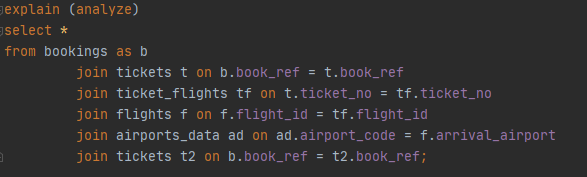 explain (analyze)
select *
from bookings as b
join tickets t on b.book_ref = t.book_ref
join ticket_flights tf on t.ticket_no = tf.ticket_no
join flights f on f.flight_id = tf.flight_id
join airports_data ad on ad.airport_code = f.arrival_airport
join tickets t2 on b.book_ref = t2.book_ref;